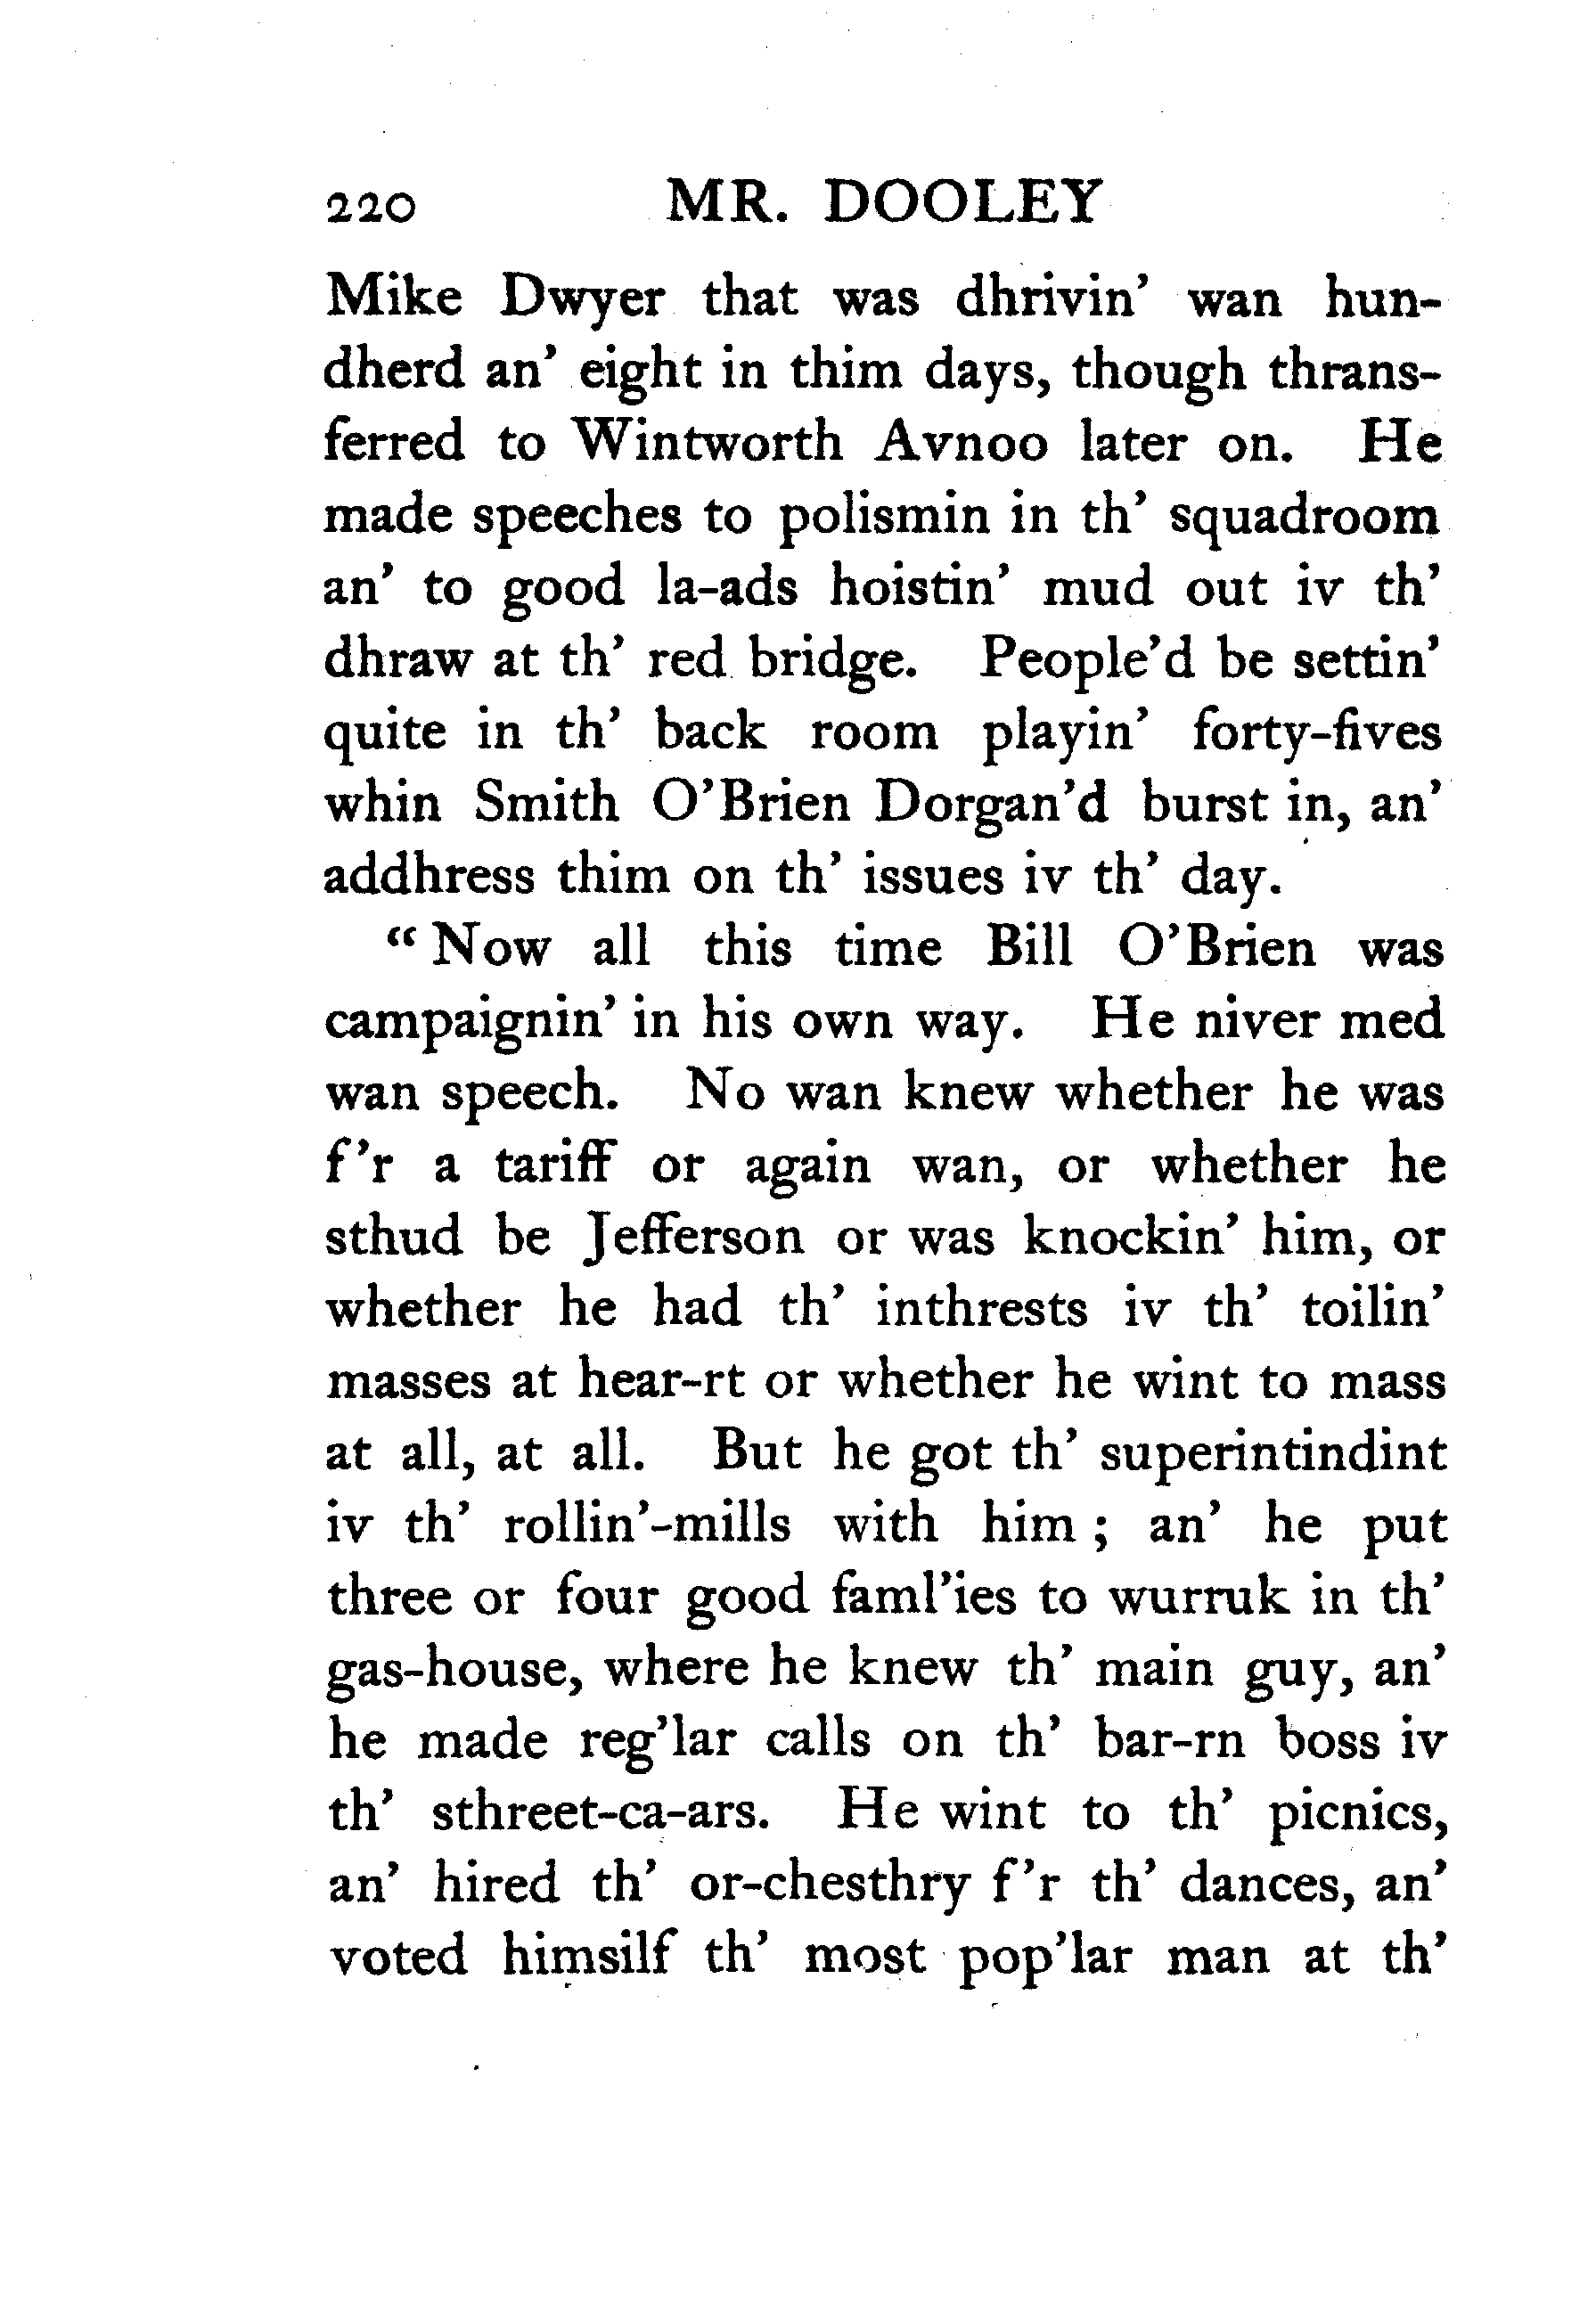 220 MR. DOOLEY
Mike Dwyer that was dhrivin' wan hun-
dherd an' eight in thim days, though thrans-
ferred to Wintworth Avnoo later on. He
made speeches to polismin in th' squadroom
an' to good la-ads hoistin' mud out iv th'
dhraw at th' red bridge. People'd be settin'
quite in th' back room playin' forty-fives
whin Smith O'Brien Dorgan'd burst in, an'
addhress thim on th' issues iv th' day.
"Now all this time Bill O'Brien was
campaignin' in his own way. He niver med
wan speech. No wan knew whether he was
f'r a tariff or again wan, or whether he
sthud be Jefferson or was knockin' him, or
whether he had th' inthrests iv th' toilin'
masses at hear-rt or whether he wint to mass
at all, at all. But he got th' superintindint
iv th' rollin'-mills with him; an' he put
three or four good faml'ies to wurruk in th'
gas-house, where he knew th' main guy, an'
he made reg'lar calls on th' bar-rn boss iv
th' sthreet-ca-ars. He wint to th' picnics,
an' hired th' or-chesthry f'r th' dances, an'
voted himsilf th' most pop'lar man at th'